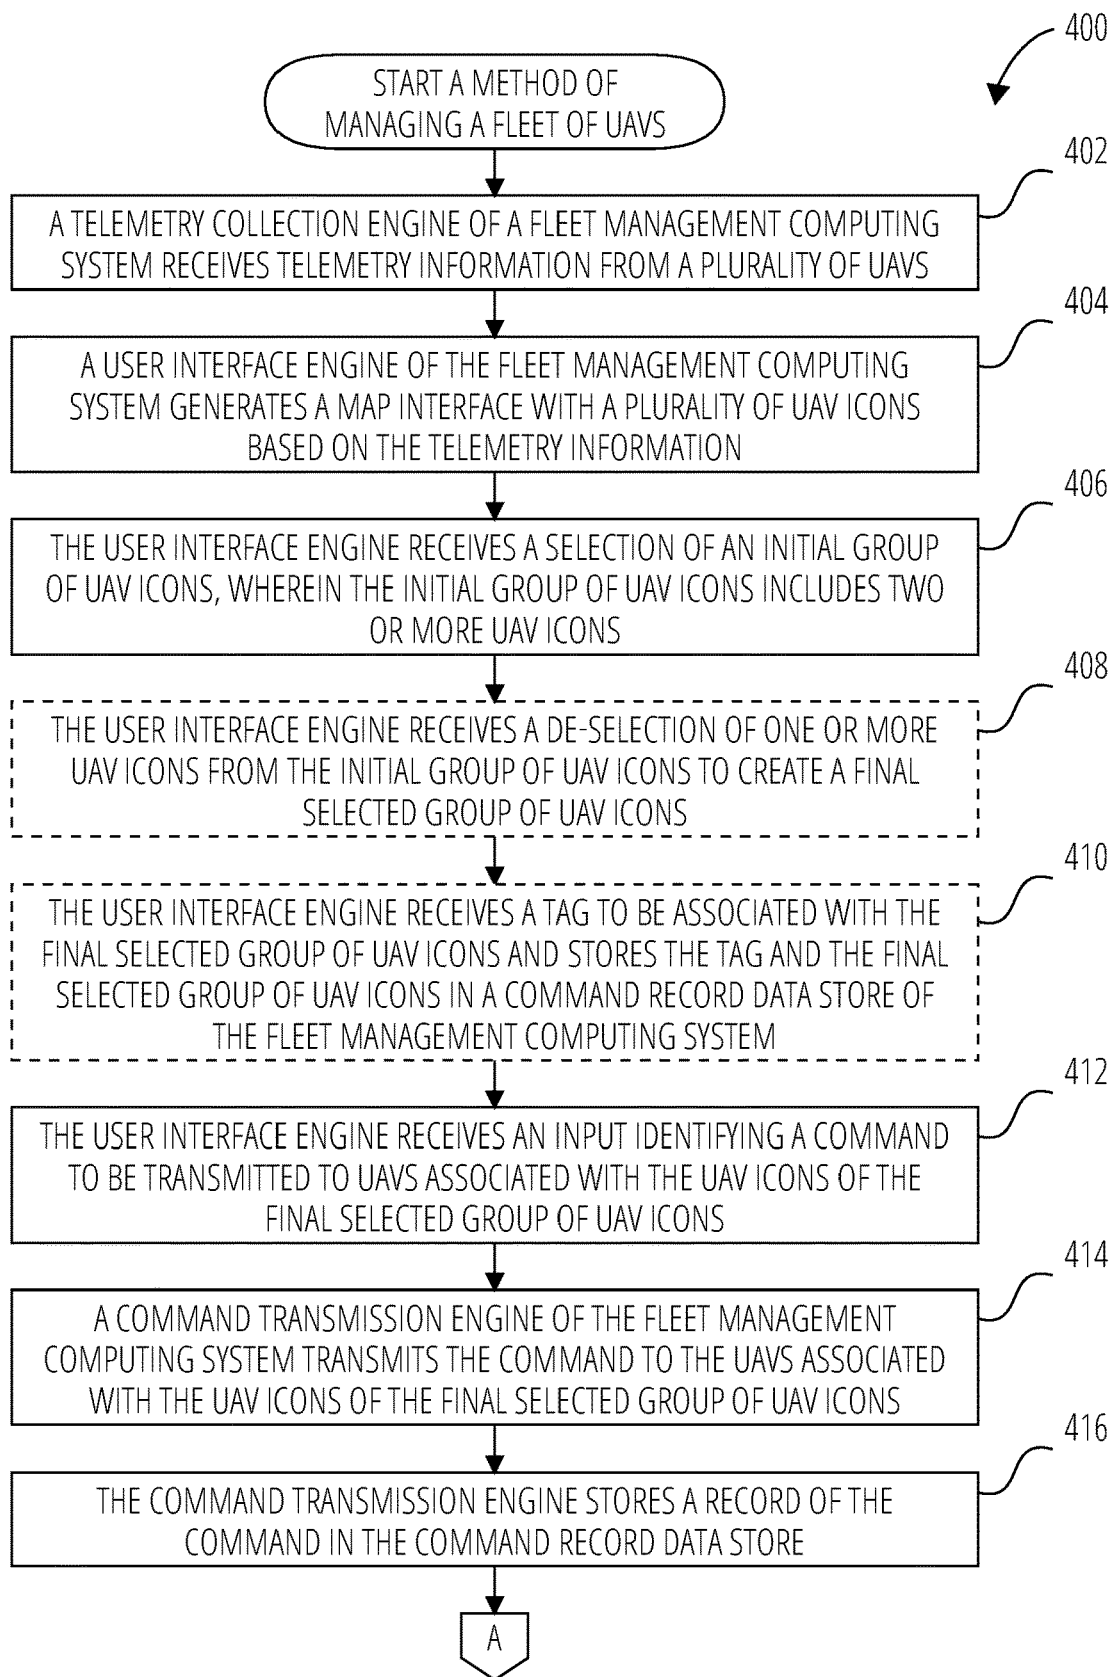 400
START A METHOD OF
MANAGING A FLEET OF UAVS
402
A TELEMETRY COLLECTION ENGINE OF A FLEET MANAGEMENT COMPUTING
SYSTEM RECEIVES TELEMETRY INFORMATION FROM A PLURALITY OF UAVS
404
A USER INTERFACE ENGINE OF THE FLEET MANAGEMENT COMPUTING
SYSTEM GENERATES A MAP INTERFACE WITH A PLURALITY OF UAV ICONS
BASED ON THE TELEMETRY INFORMATION
406
THE USER INTERFACE ENGINE RECEIVES A SELECTION OF AN INITIAL GROUP
OF UAV ICONS, WHEREIN THE INITIAL GROUP OF UAV ICONS INCLUDES TWO
OR MORE UAV ICONS
408
THE USER INTERFACE ENGINE RECEIVES A DE-SELECTION OF ONE OR MORE
UAV ICONS FROM THE INITIAL GROUP OF UAV ICONS TO CREATE A FINAL
SELECTED GROUP OF UAV ICONS
410
THE USER INTERFACE ENGINE RECEIVES A TAG TO BE ASSOCIATED WITH THE
FINAL SELECTED GROUP OF UAV ICONS AND STORES THE TAG AND THE FINAL
SELECTED GROUP OF UAV ICONS IN A COMMAND RECORD DATA STORE OF
THE FLEET MANAGEMENT COMPUTING SYSTEM
412
THE USER INTERFACE ENGINE RECEIVES AN INPUT IDENTIFYING A COMMAND
TO BE TRANSMITTED TO UAVS ASSOCIATED WITH THE UAV ICONS OF THE
FINAL SELECTED GROUP OF UAV ICONS
414
A COMMAND TRANSMISSION ENGINE OF THE FLEET MANAGEMENT
COMPUTING SYSTEM TRANSMITS THE COMMAND TO THE UAVS ASSOCIATED
WITH THE UAV ICONS OF THE FINAL SELECTED GROUP OF UAV ICONS
416
THE COMMAND TRANSMISSION ENGINE STORES A RECORD OF THE
COMMAND IN THE COMMAND RECORD DATA STORE
A